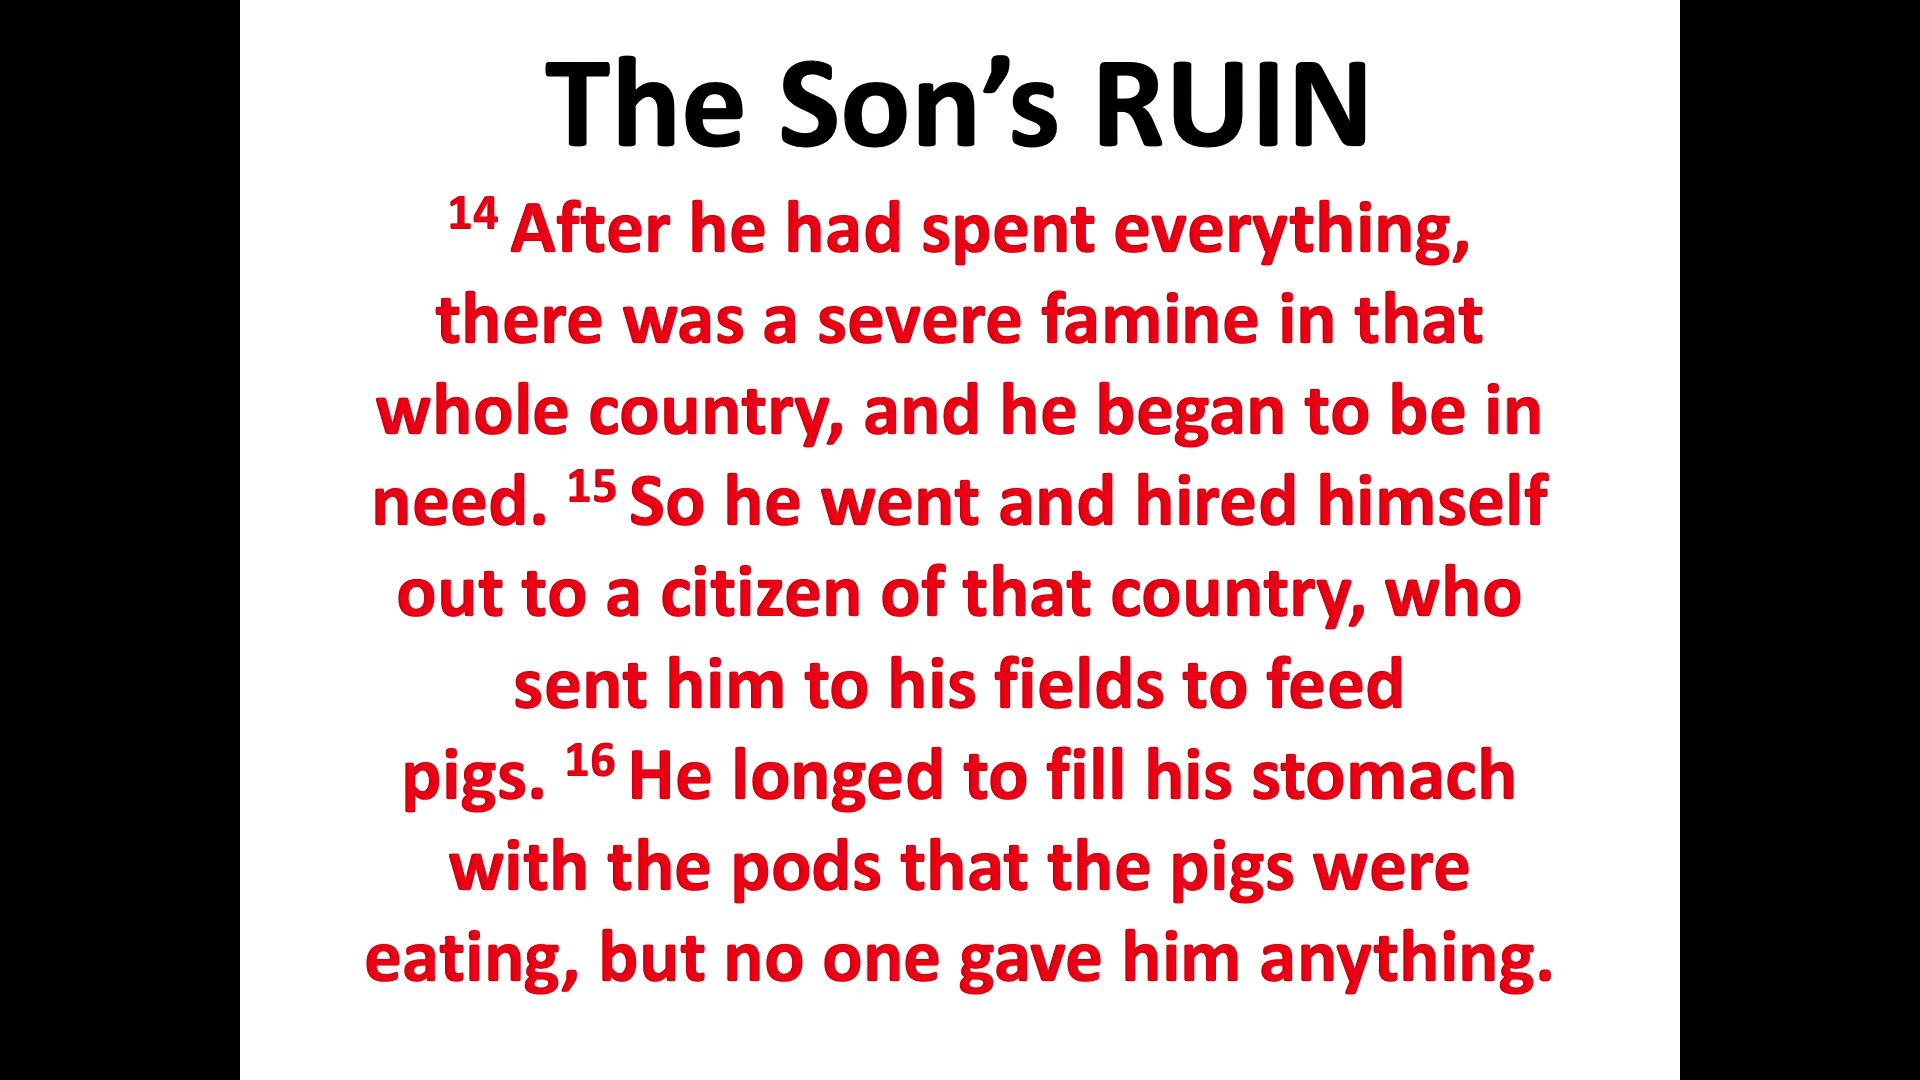 The Son’s RUIN
14 After he had spent everything,
there was a severe famine in that
whole country, and he began to be in
need. 15 So he went and hired himself
out to a citizen of that country, who
sent him to his fields to feed
pigs. 16 He longed to fill his stomach
with the pods that the pigs were
eating, but no one gave him anything.